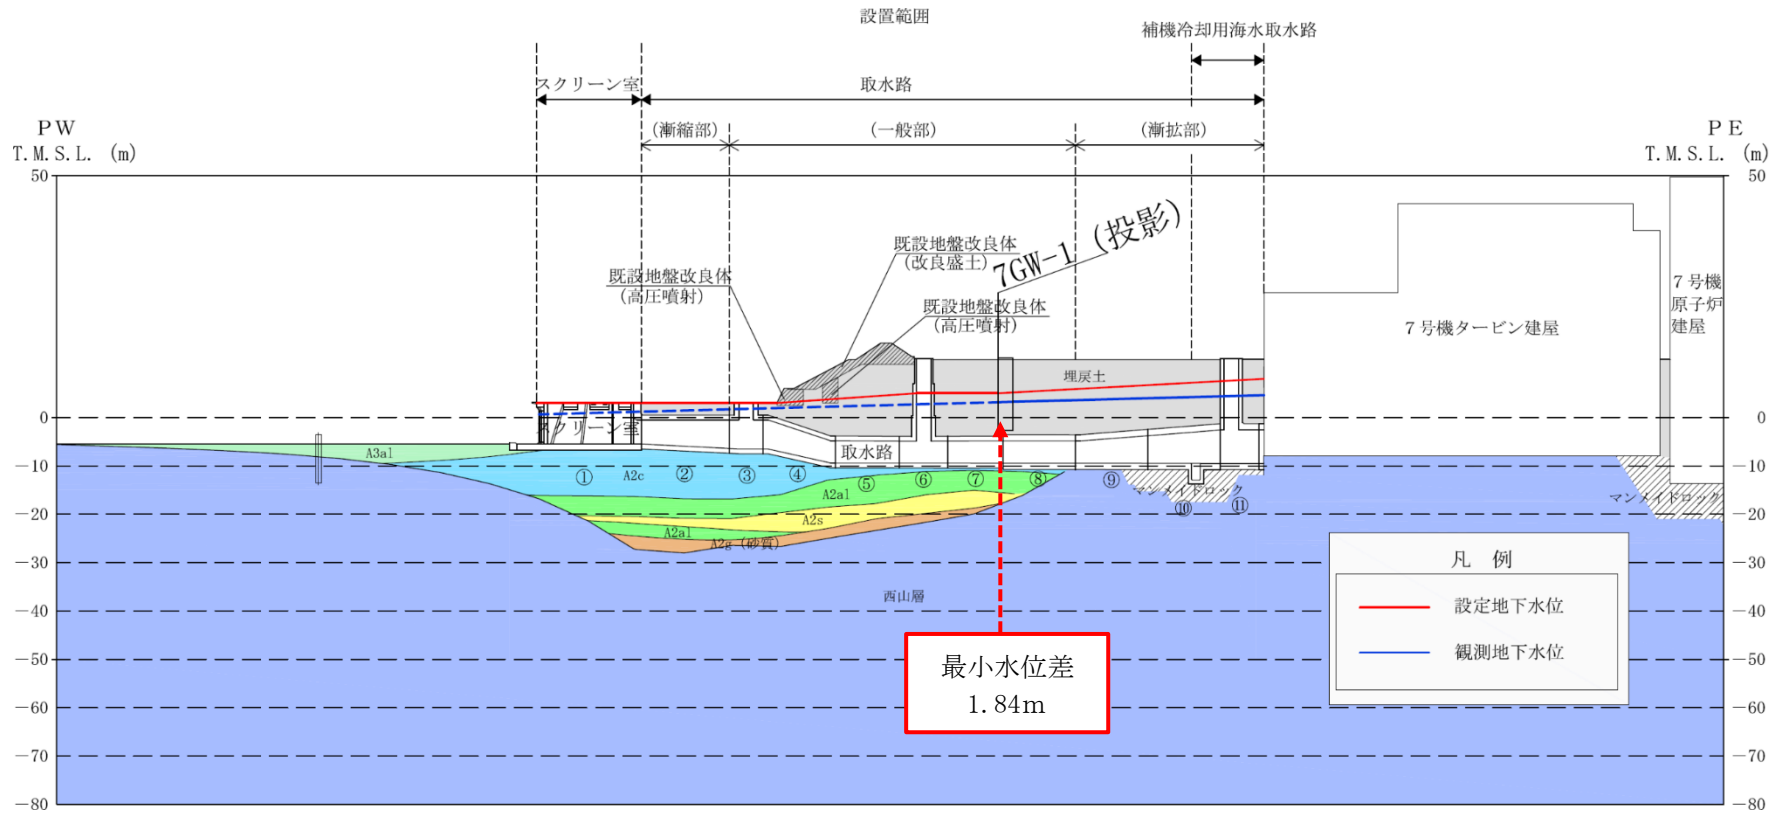 設置範囲
補機冷却用海水取水路
スクリーン室
取水路
(漸縮部)
(一般部)
(漸拡部)
PW
T.M.S.L. (m)
PE
T.M.S.L. (m)
50
50
既設地盤改良体
(改良盛土)
7GW-1 (投影)
既設地盤改良体
(高圧噴射)
既設地盤改良体
(高圧噴射)
7号機
原子炉
建屋
7号機タービン建屋
埋戻土
0
0
スクリーン室
取水路
A3al
−10
−10
① A2c ② ③ ④ ⑤ ⑥ ⑦ ⑧ ⑨
マンメイドロック
⑩ ⑪
マンメイドロック
A2al
A2s
−20
−20
A2al
A2g (砂質)
−30
−30
西山層
−40
−40
−50
−50
−60
−60
−70
−70
−80
−80
最小水位差
1.84m
凡 例
設定地下水位
観測地下水位